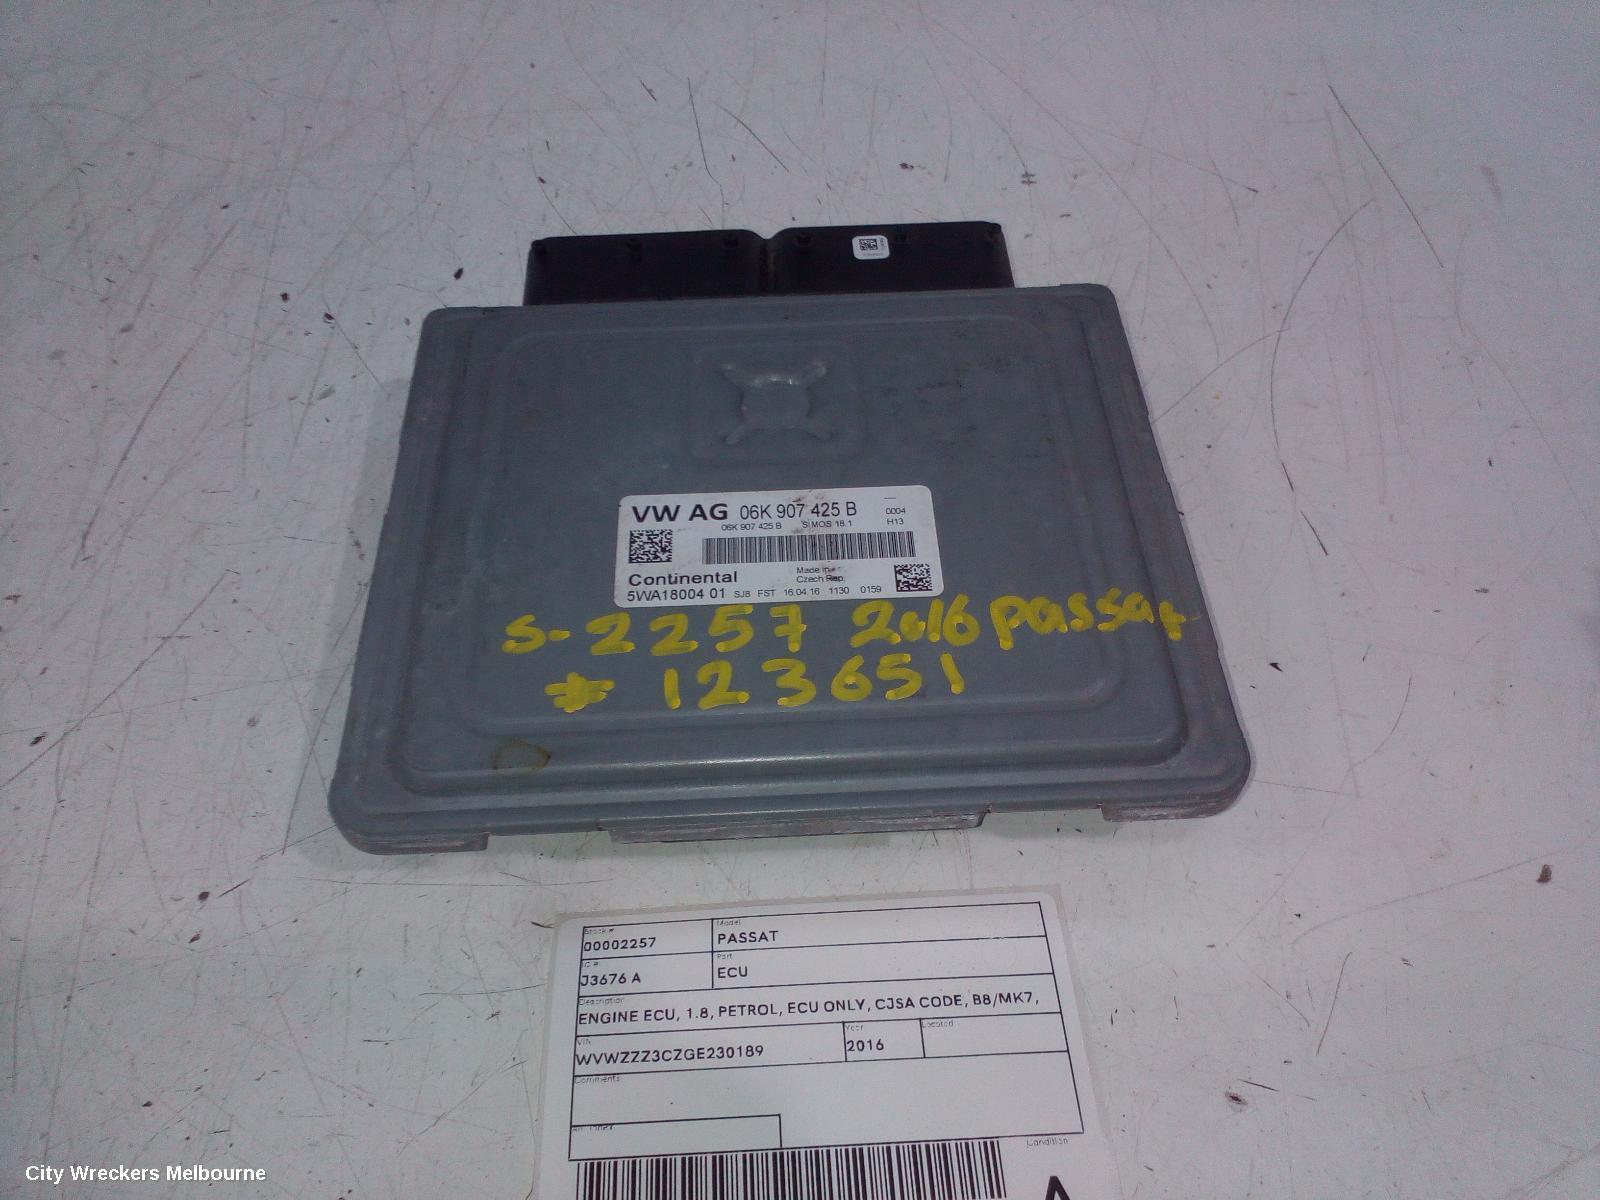 VW AG 06K 907 425 B 0004
06K 907 425 B SIMOS 18.1 H13
Continental Made in
Czech Rep.
5WA18004 01 SJ8 FST 16.04.16 1130 0159
S-2257 2016 passat
* 123651
Stock # Model
00002257 PASSAT
Part
J3676 A ECU
Description
ENGINE ECU, 1.8, PETROL, ECU ONLY, CJSA CODE, B8/MK7,
VIN Year Located
WVWZZZ3CZGE230189 2016
Comments
Condition
A
City Wreckers Melbourne